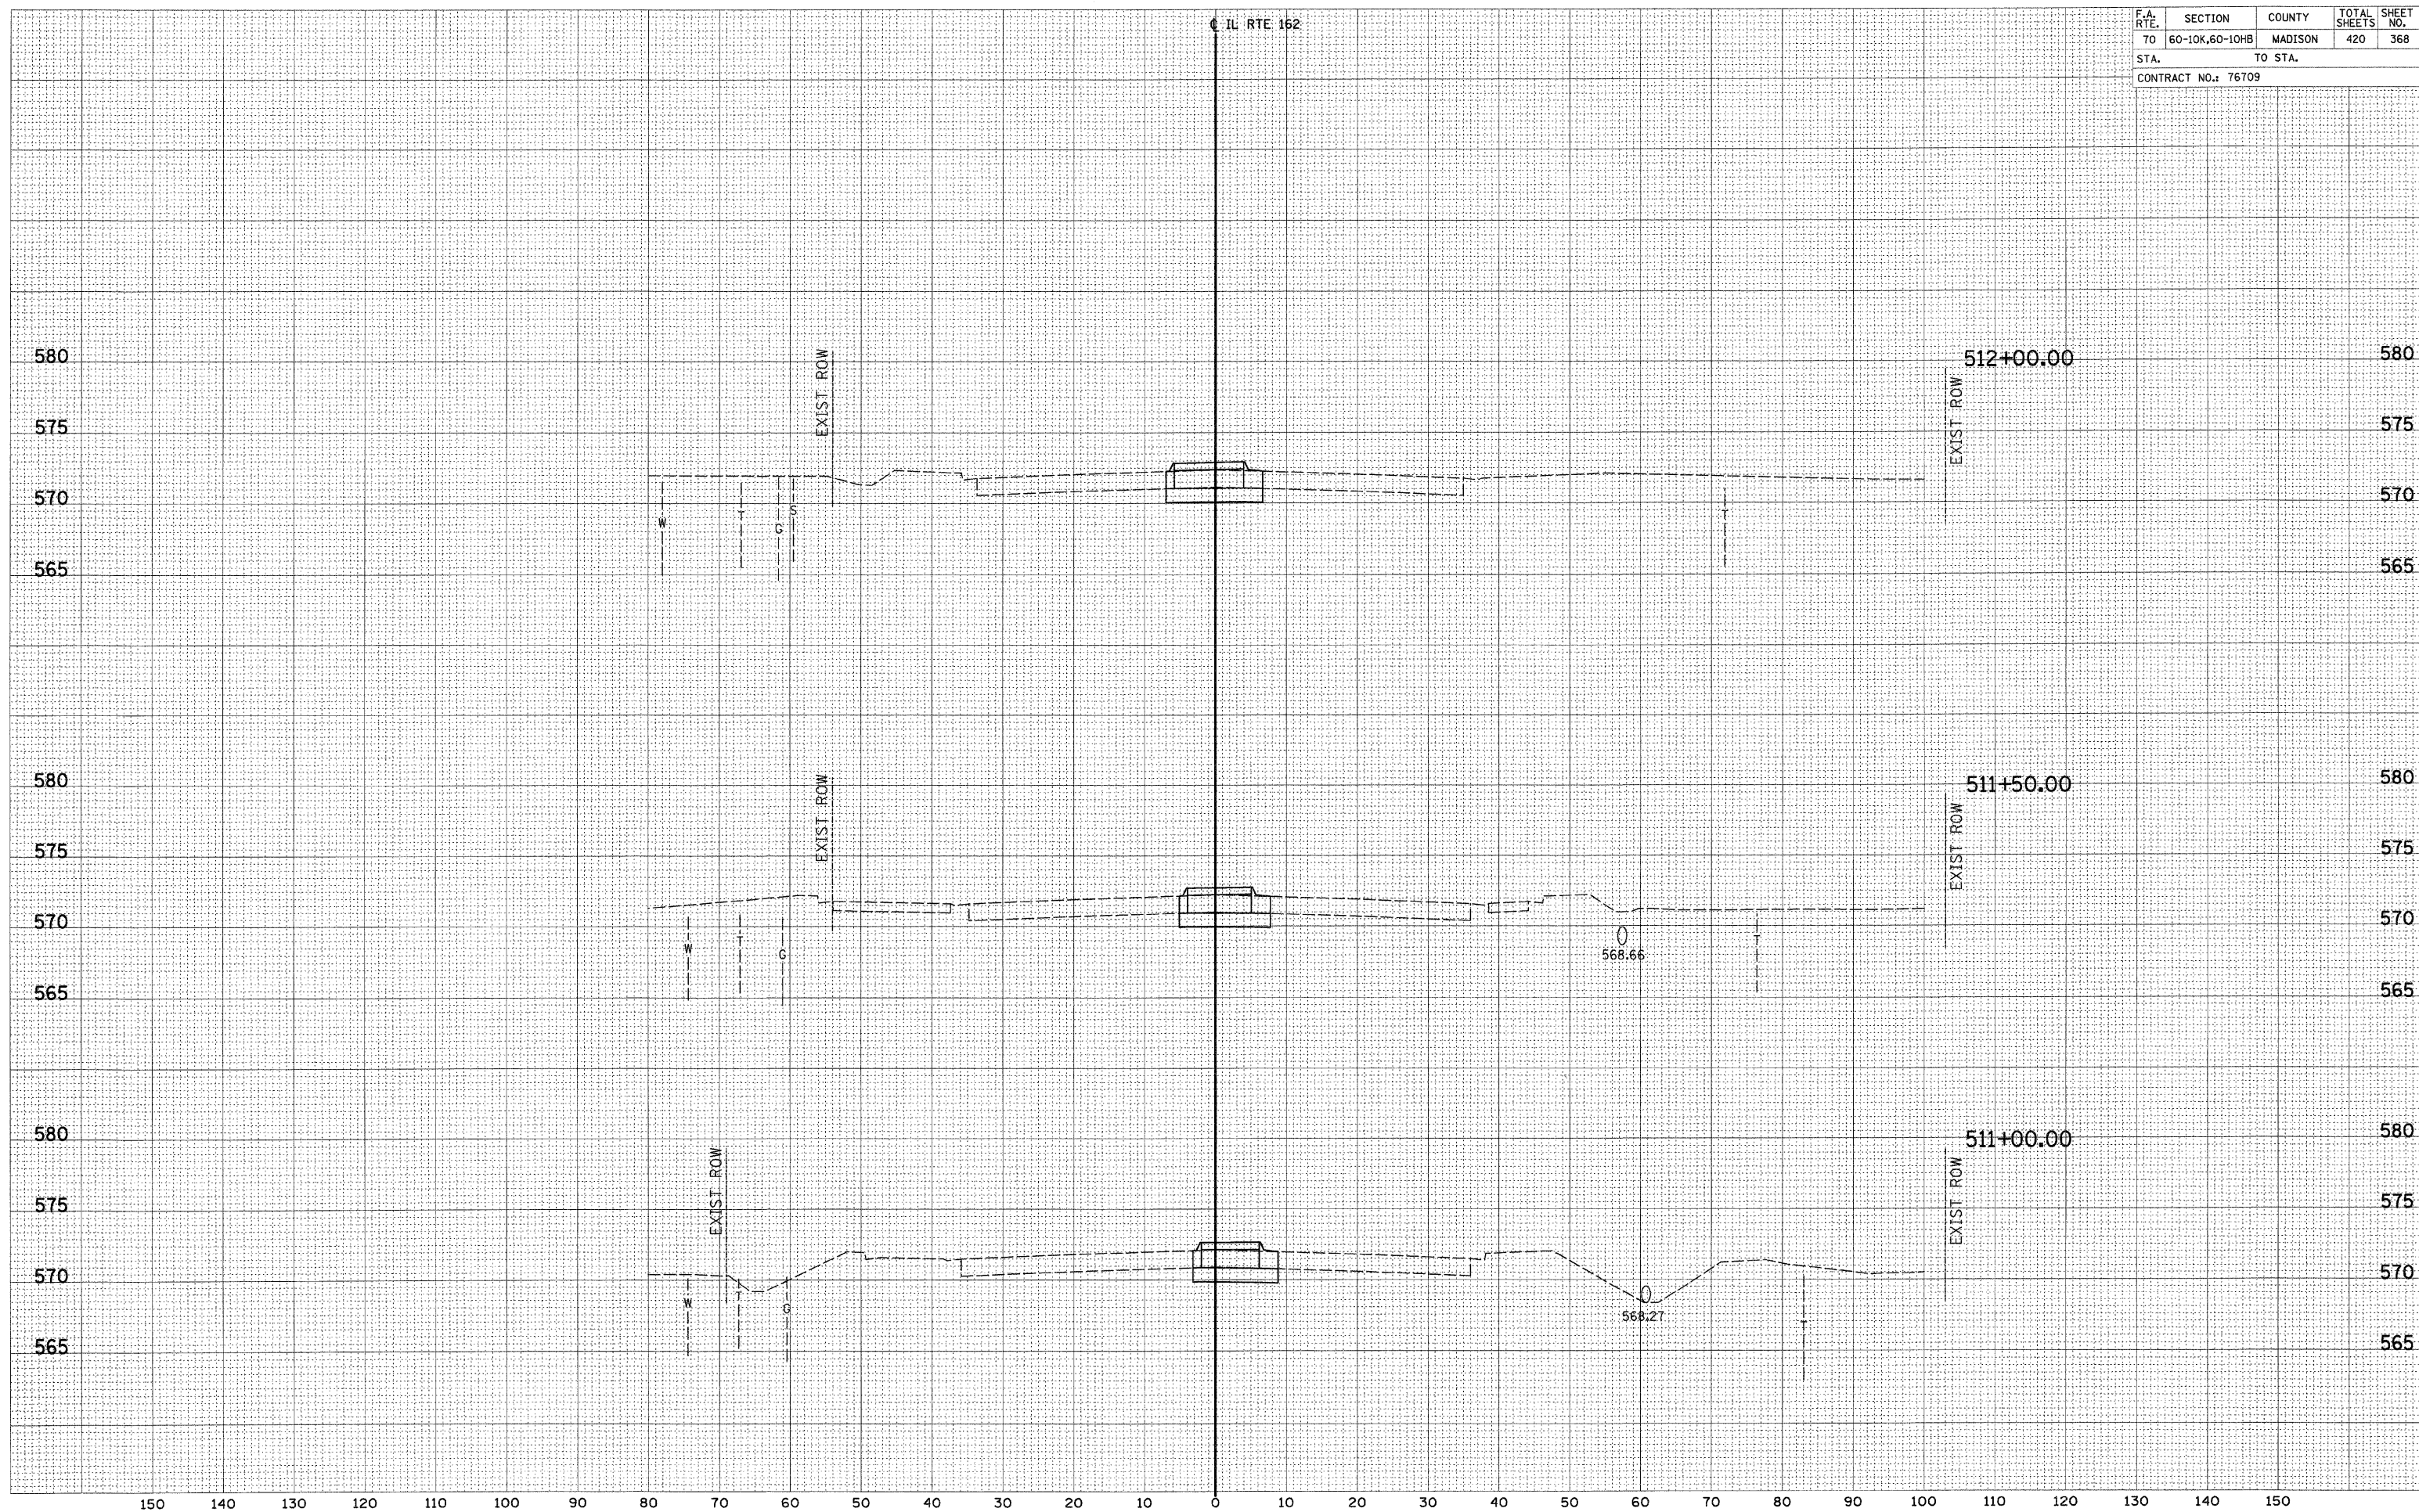 ℄ IL RTE 162
F.A. RTE. SECTION COUNTY TOTAL SHEETS SHEET NO.
70 60-10K,60-10HB MADISON 420 368
STA. TO STA.
CONTRACT NO.: 76709
580 EXIST ROW 512+00.00 580
575 EXIST ROW 575
570 570
W T G S T
565 565
580 EXIST ROW 511+50.00 580
575 EXIST ROW 575
570 570
W T G T
568.66
565 565
580 511+00.00 580
EXIST ROW EXIST ROW
575 575
570 570
W T G T
568.27
565 565
150 140 130 120 110 100 90 80 70 60 50 40 30 20 10 0 10 20 30 40 50 60 70 80 90 100 110 120 130 140 150